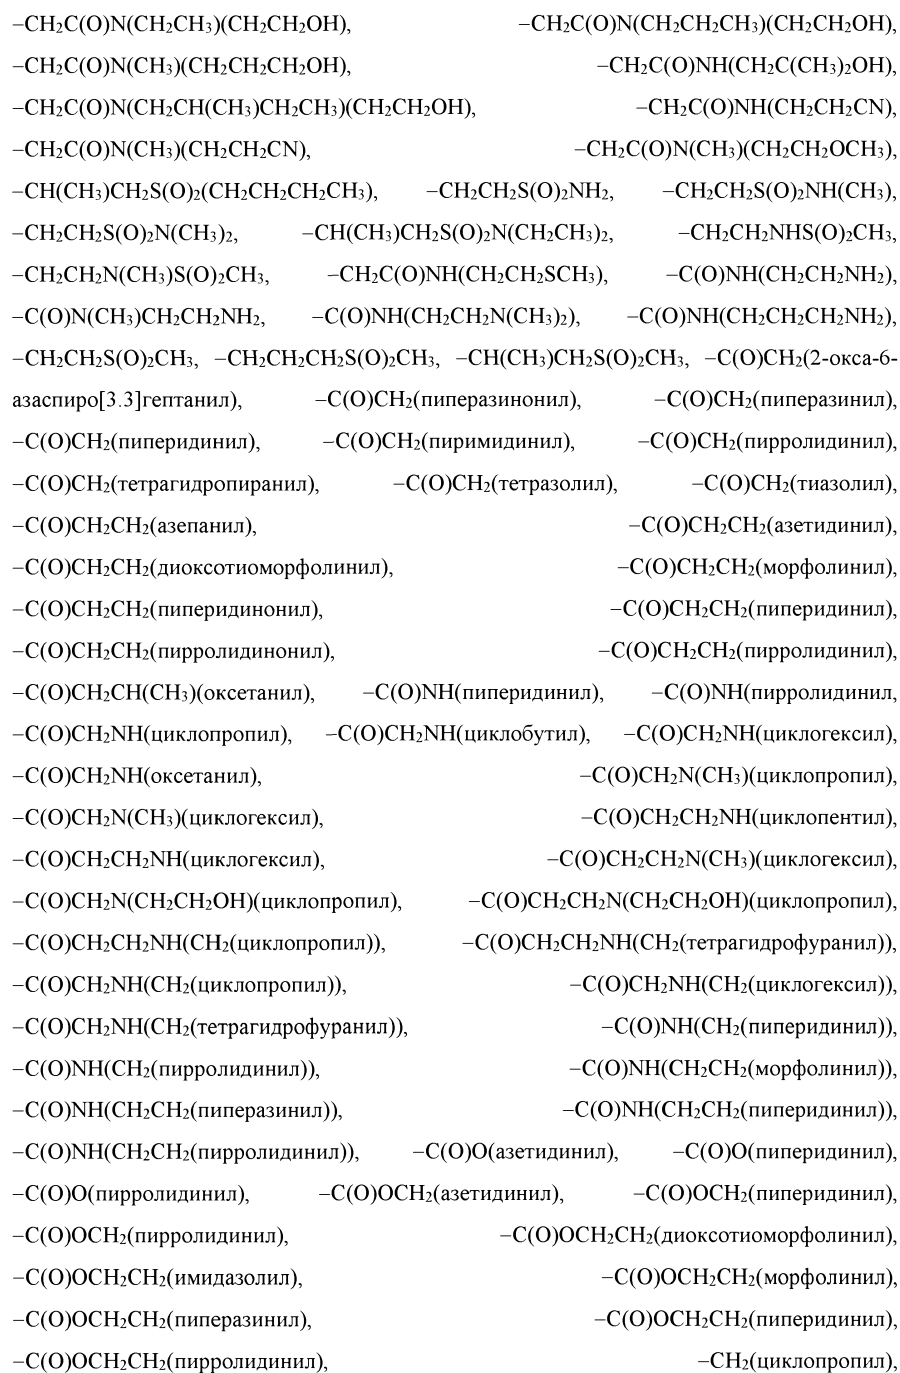 –CH₂C(O)N(CH₂CH₃)(CH₂CH₂OH), –CH₂C(O)N(CH₂CH₂CH₃)(CH₂CH₂OH),
–CH₂C(O)N(CH₃)(CH₂CH₂CH₂OH), –CH₂C(O)NH(CH₂C(CH₃)₂OH),
–CH₂C(O)N(CH₂CH(CH₃)CH₂CH₃)(CH₂CH₂OH), –CH₂C(O)NH(CH₂CH₂CN),
–CH₂C(O)N(CH₃)(CH₂CH₂CN), –CH₂C(O)N(CH₃)(CH₂CH₂OCH₃),
–CH(CH₃)CH₂S(O)₂(CH₂CH₂CH₂CH₃), –CH₂CH₂S(O)₂NH₂, –CH₂CH₂S(O)₂NH(CH₃),
–CH₂CH₂S(O)₂N(CH₃)₂, –CH(CH₃)CH₂S(O)₂N(CH₂CH₃)₂, –CH₂CH₂NHS(O)₂CH₃,
–CH₂CH₂N(CH₃)S(O)₂CH₃, –CH₂C(O)NH(CH₂CH₂SCH₃), –C(O)NH(CH₂CH₂NH₂),
–C(O)N(CH₃)CH₂CH₂NH₂, –C(O)NH(CH₂CH₂N(CH₃)₂), –C(O)NH(CH₂CH₂CH₂NH₂),
–CH₂CH₂S(O)₂CH₃, –CH₂CH₂CH₂S(O)₂CH₃, –CH(CH₃)CH₂S(O)₂CH₃, –C(O)CH₂(2-окса-6-
азаспиро[3.3]гептанил), –C(O)CH₂(пиперазинонил), –C(O)CH₂(пиперазинил),
–C(O)CH₂(пиперидинил), –C(O)CH₂(пиримидинил), –C(O)CH₂(пирролидинил),
–C(O)CH₂(тетрагидропиранил), –C(O)CH₂(тетразолил), –C(O)CH₂(тиазолил),
–C(O)CH₂CH₂(азепанил), –C(O)CH₂CH₂(азетидинил),
–C(O)CH₂CH₂(диоксотиоморфолинил), –C(O)CH₂CH₂(морфолинил),
–C(O)CH₂CH₂(пиперидинонил), –C(O)CH₂CH₂(пиперидинил),
–C(O)CH₂CH₂(пирролидинонил), –C(O)CH₂CH₂(пирролидинил),
–C(O)CH₂CH(CH₃)(оксетанил), –C(O)NH(пиперидинил), –C(O)NH(пирролидинил,
–C(O)CH₂NH(циклопропил), –C(O)CH₂NH(циклобутил), –C(O)CH₂NH(циклогексил),
–C(O)CH₂NH(оксетанил), –C(O)CH₂N(CH₃)(циклопропил),
–C(O)CH₂N(CH₃)(циклогексил), –C(O)CH₂CH₂NH(циклопентил),
–C(O)CH₂CH₂NH(циклогексил), –C(O)CH₂CH₂N(CH₃)(циклогексил),
–C(O)CH₂N(CH₂CH₂OH)(циклопропил), –C(O)CH₂CH₂N(CH₂CH₂OH)(циклопропил),
–C(O)CH₂CH₂NH(CH₂(циклопропил)), –C(O)CH₂CH₂NH(CH₂(тетрагидрофуранил)),
–C(O)CH₂NH(CH₂(циклопропил)), –C(O)CH₂NH(CH₂(циклогексил)),
–C(O)CH₂NH(CH₂(тетрагидрофуранил)), –C(O)NH(CH₂(пиперидинил)),
–C(O)NH(CH₂(пирролидинил)), –C(O)NH(CH₂CH₂(морфолинил)),
–C(O)NH(CH₂CH₂(пиперазинил)), –C(O)NH(CH₂CH₂(пиперидинил)),
–C(O)NH(CH₂CH₂(пирролидинил)), –C(O)O(азетидинил), –C(O)O(пиперидинил),
–C(O)O(пирролидинил), –C(O)OCH₂(азетидинил), –C(O)OCH₂(пиперидинил),
–C(O)OCH₂(пирролидинил), –C(O)OCH₂CH₂(диоксотиоморфолинил),
–C(O)OCH₂CH₂(имидазолил), –C(O)OCH₂CH₂(морфолинил),
–C(O)OCH₂CH₂(пиперазинил), –C(O)OCH₂CH₂(пиперидинил),
–C(O)OCH₂CH₂(пирролидинил), –CH₂(циклопропил),